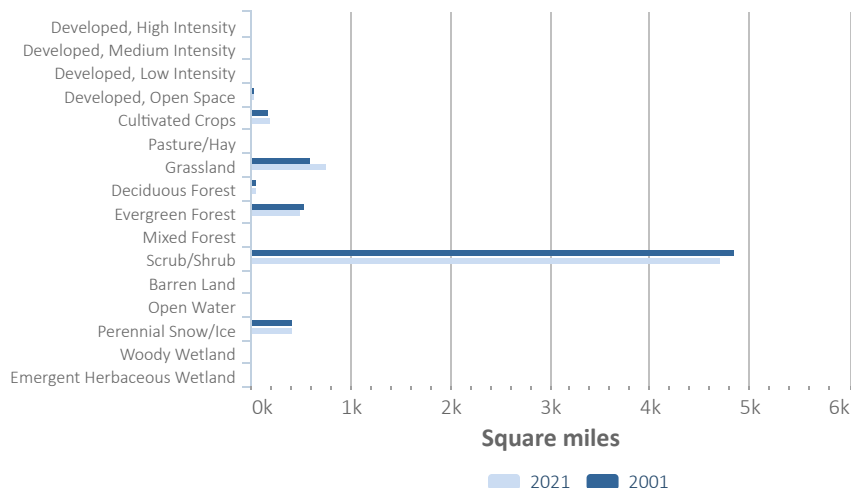 Developed, High Intensity
Developed, Medium Intensity
Developed, Low Intensity
Developed, Open Space
Cultivated Crops
Pasture/Hay
Grassland
Deciduous Forest
Evergreen Forest
Mixed Forest
Scrub/Shrub
Barren Land
Open Water
Perennial Snow/Ice
Woody Wetland
Emergent Herbaceous Wetland
0k 1k 2k 3k 4k 5k 6k
Square miles
2021 2001